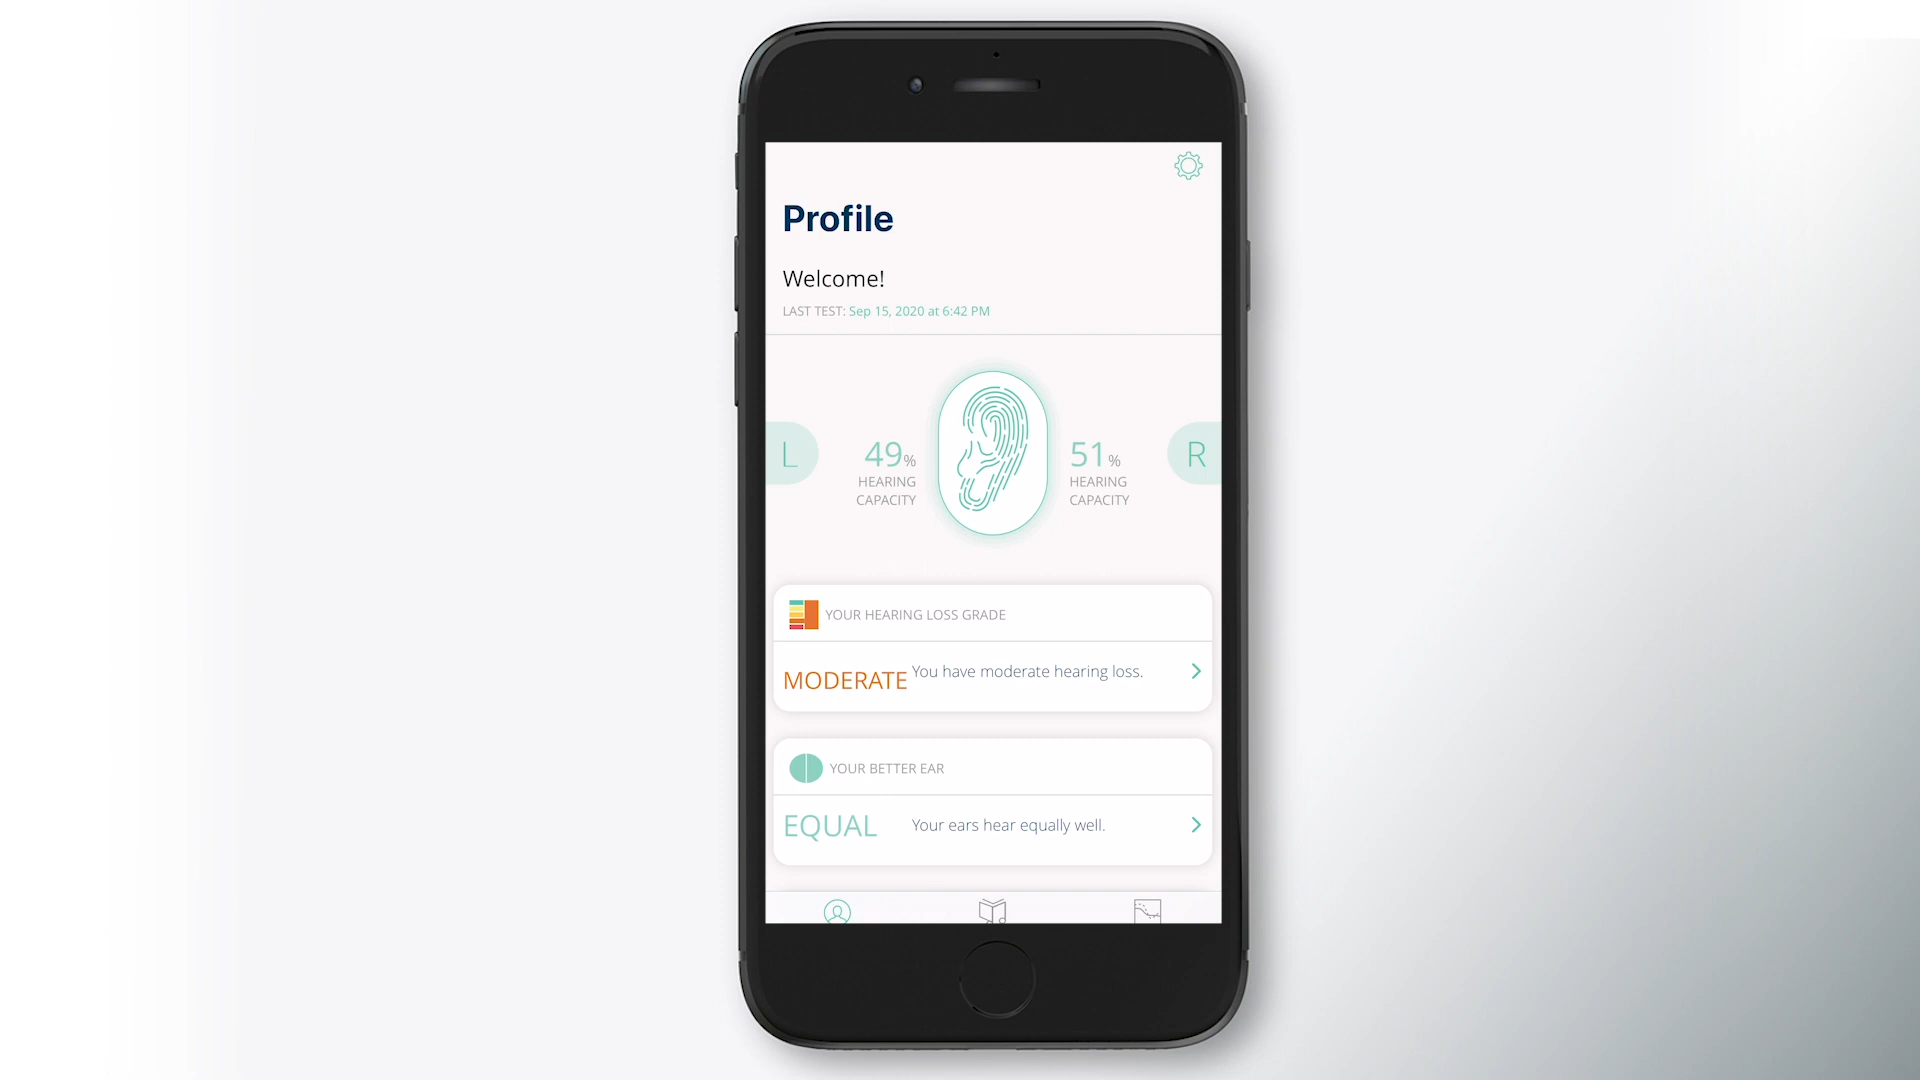 Profile
Welcome!
LAST TEST: Sep 15, 2020 at 6:42 PM
L
49%
HEARING
CAPACITY
51%
HEARING
CAPACITY
R
YOUR HEARING LOSS GRADE
MODERATE You have moderate hearing loss.
YOUR BETTER EAR
EQUAL Your ears hear equally well.